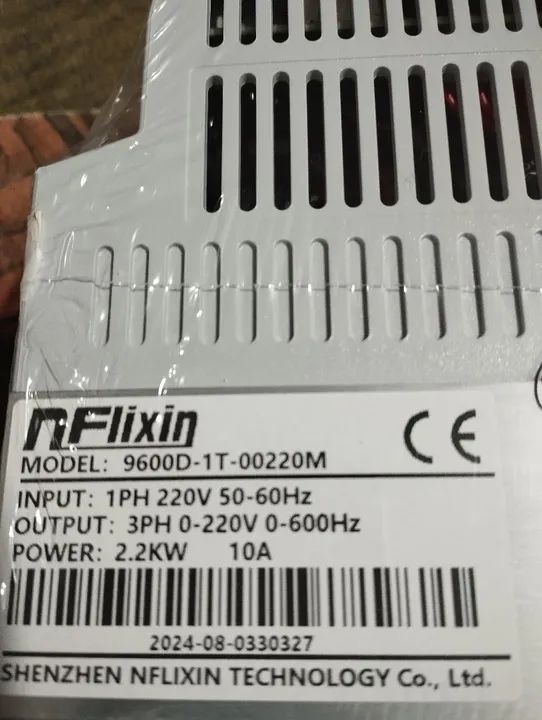 nFlixin CE
MODEL: 9600D-1T-00220M
INPUT: 1PH 220V 50-60Hz
OUTPUT: 3PH 0-220V 0-600Hz
POWER: 2.2KW 10A
2024-08-0330327
SHENZHEN NFLIXIN TECHNOLOGY Co., Ltd.